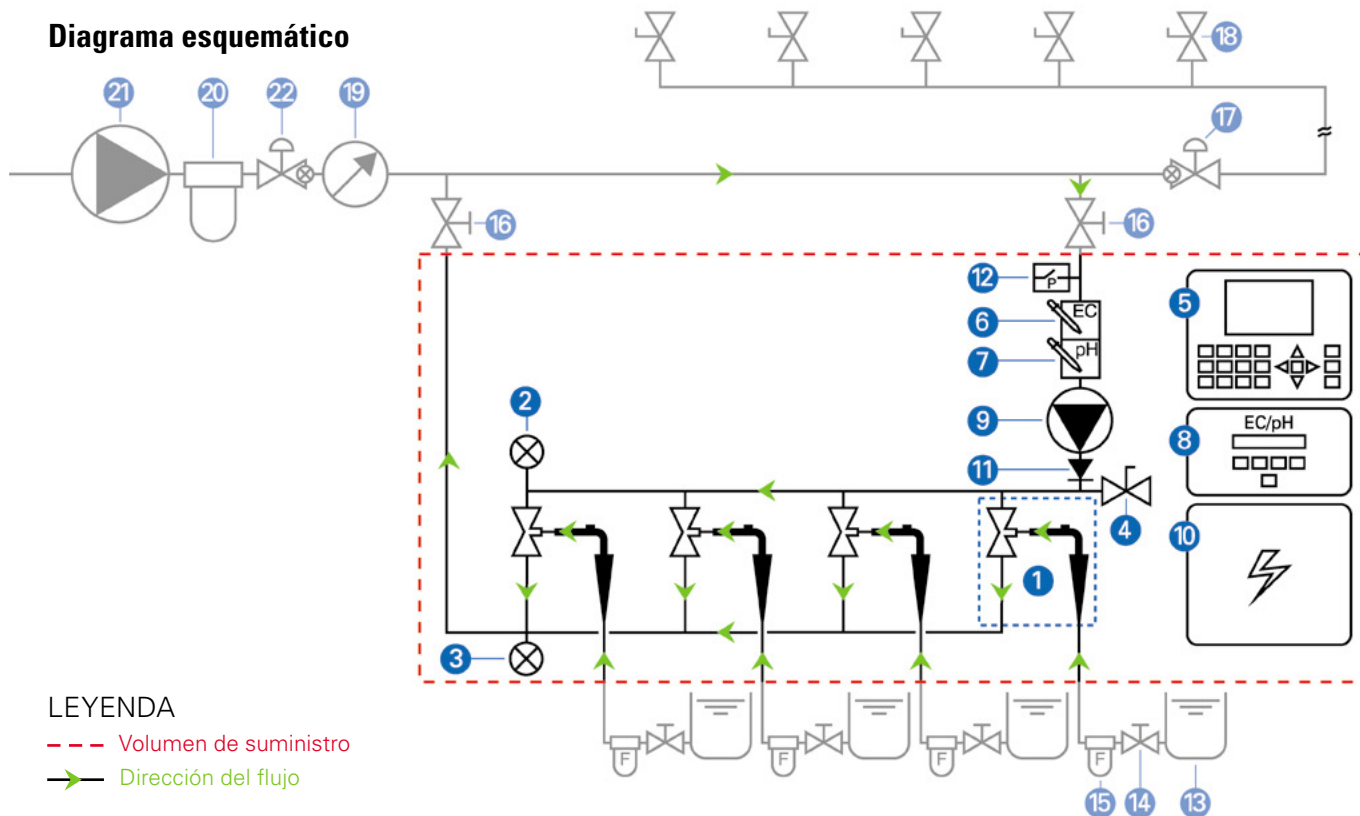 Diagrama esquemático
18
21
20
22
19
17
16
16
12
P
5
6
EC
7
pH
2
9
EC/pH
8
11
4
10
1
3
LEYENDA
Volumen de suministro
Dirección del flujo
F
F
F
F
15
14
13